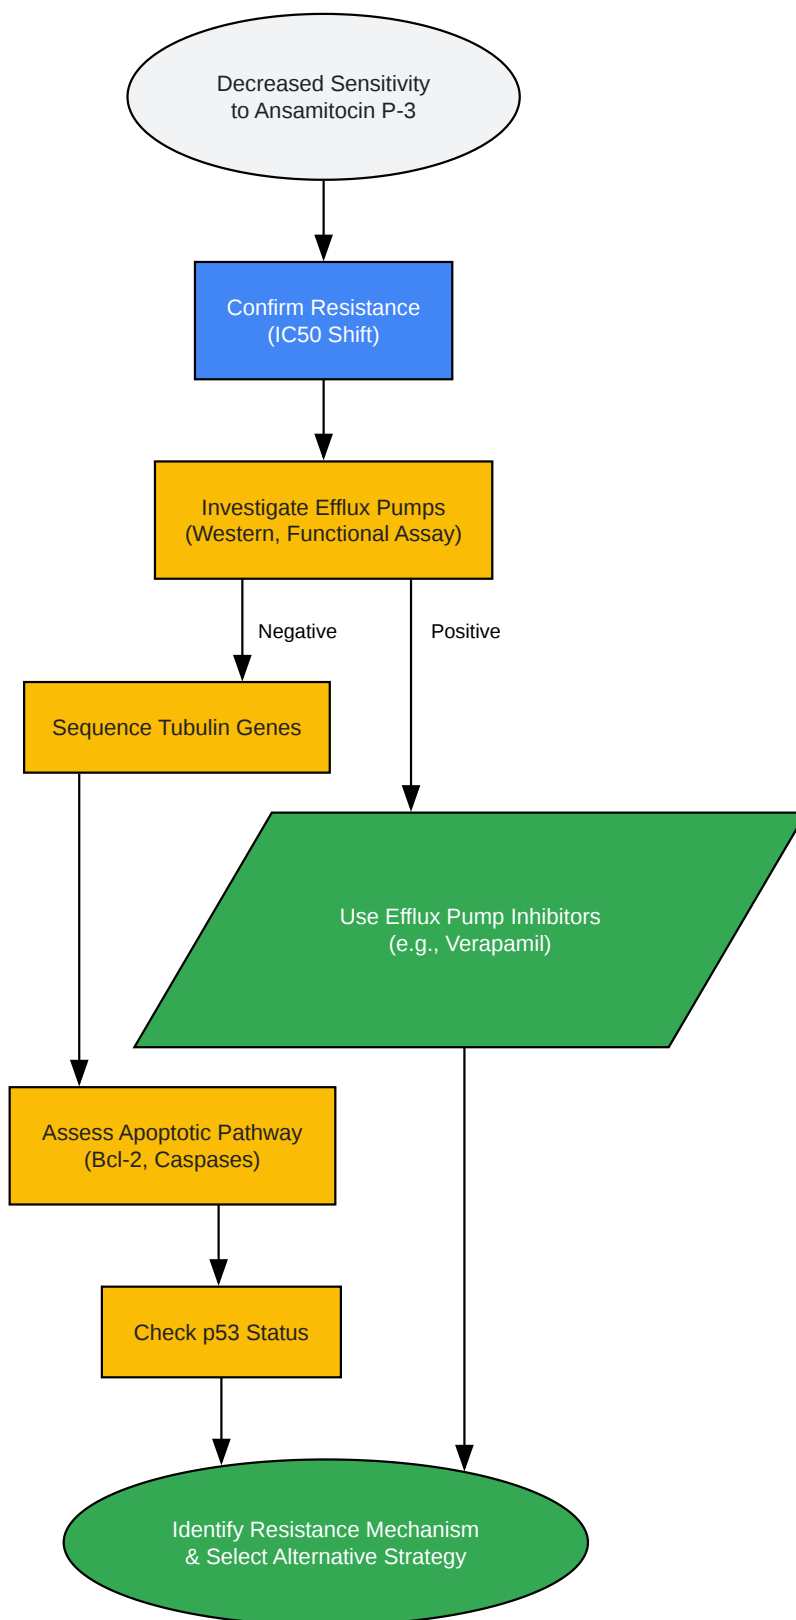 Decreased Sensitivity
to Ansamitocin P-3
Confirm Resistance
(IC50 Shift)
Investigate Efflux Pumps
(Western, Functional Assay)
Negative
Positive
Sequence Tubulin Genes
Use Efflux Pump Inhibitors
(e.g., Verapamil)
Assess Apoptotic Pathway
(Bcl-2, Caspases)
Check p53 Status
Identify Resistance Mechanism
& Select Alternative Strategy